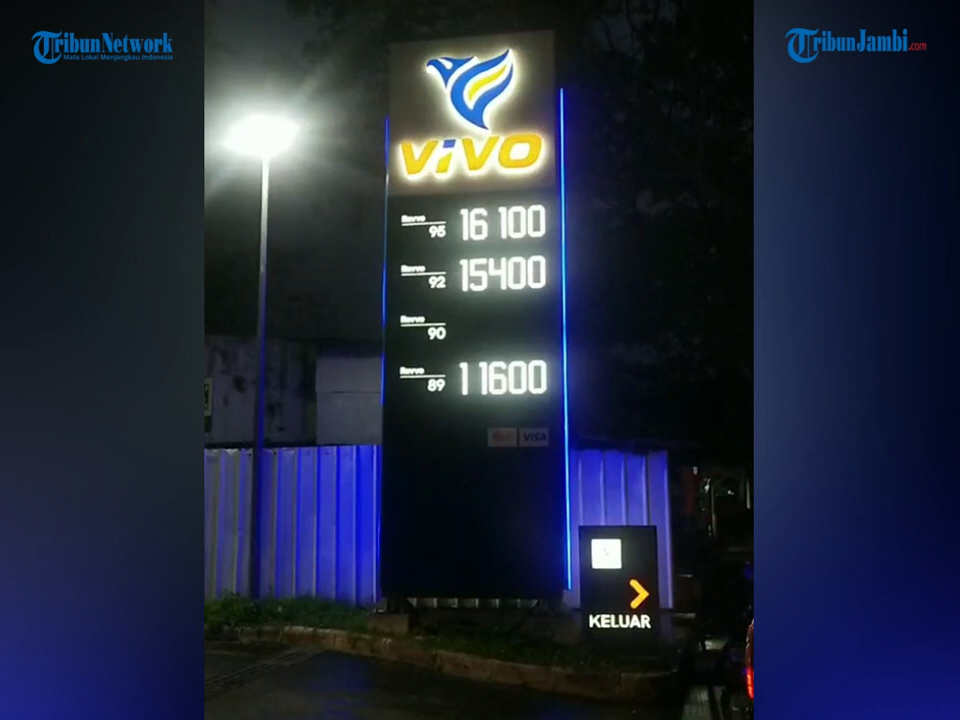 TribunNetwork
Mata Lokal Menjangkau Indonesia
TribunJambi.com
VIVO
Revvo 95 16 100
Revvo 92 15400
Revvo 90
Revvo 89 1 1600
VISA
KELUAR